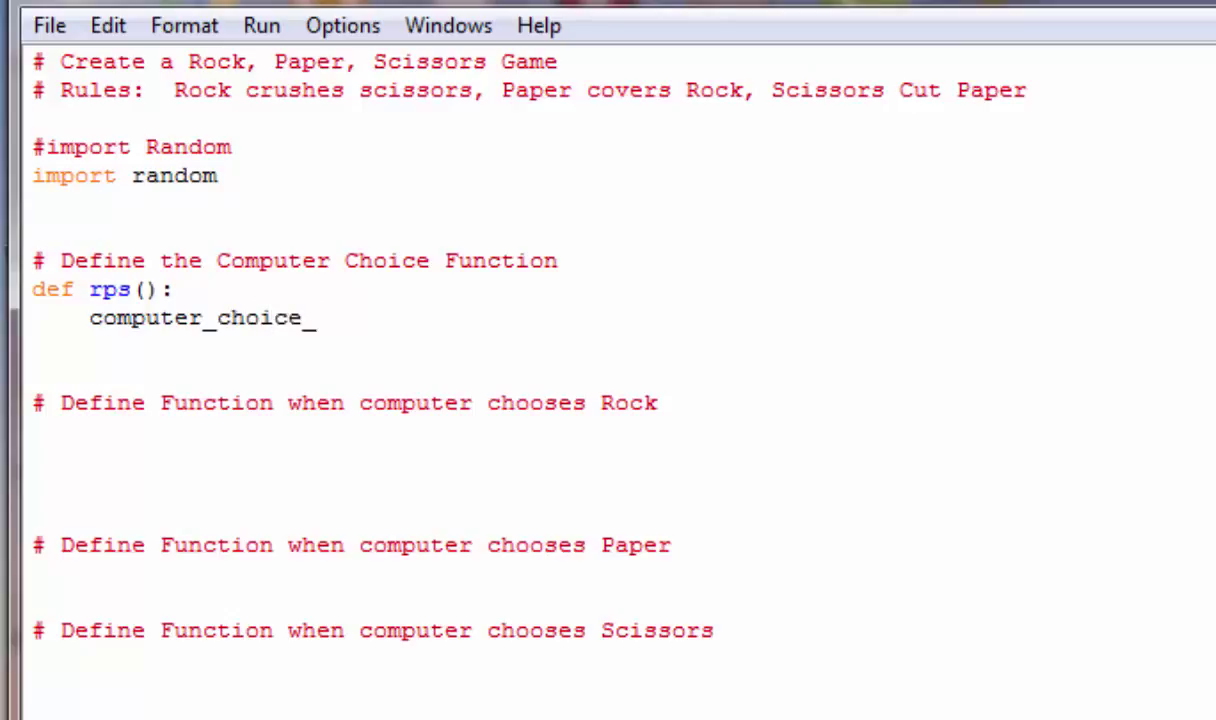 File Edit Format Run Options Windows Help
# Create a Rock, Paper, Scissors Game
# Rules:  Rock crushes scissors, Paper covers Rock, Scissors Cut Paper
#import Random
import random
# Define the Computer Choice Function
def rps():
    computer_choice_
# Define Function when computer chooses Rock
# Define Function when computer chooses Paper
# Define Function when computer chooses Scissors